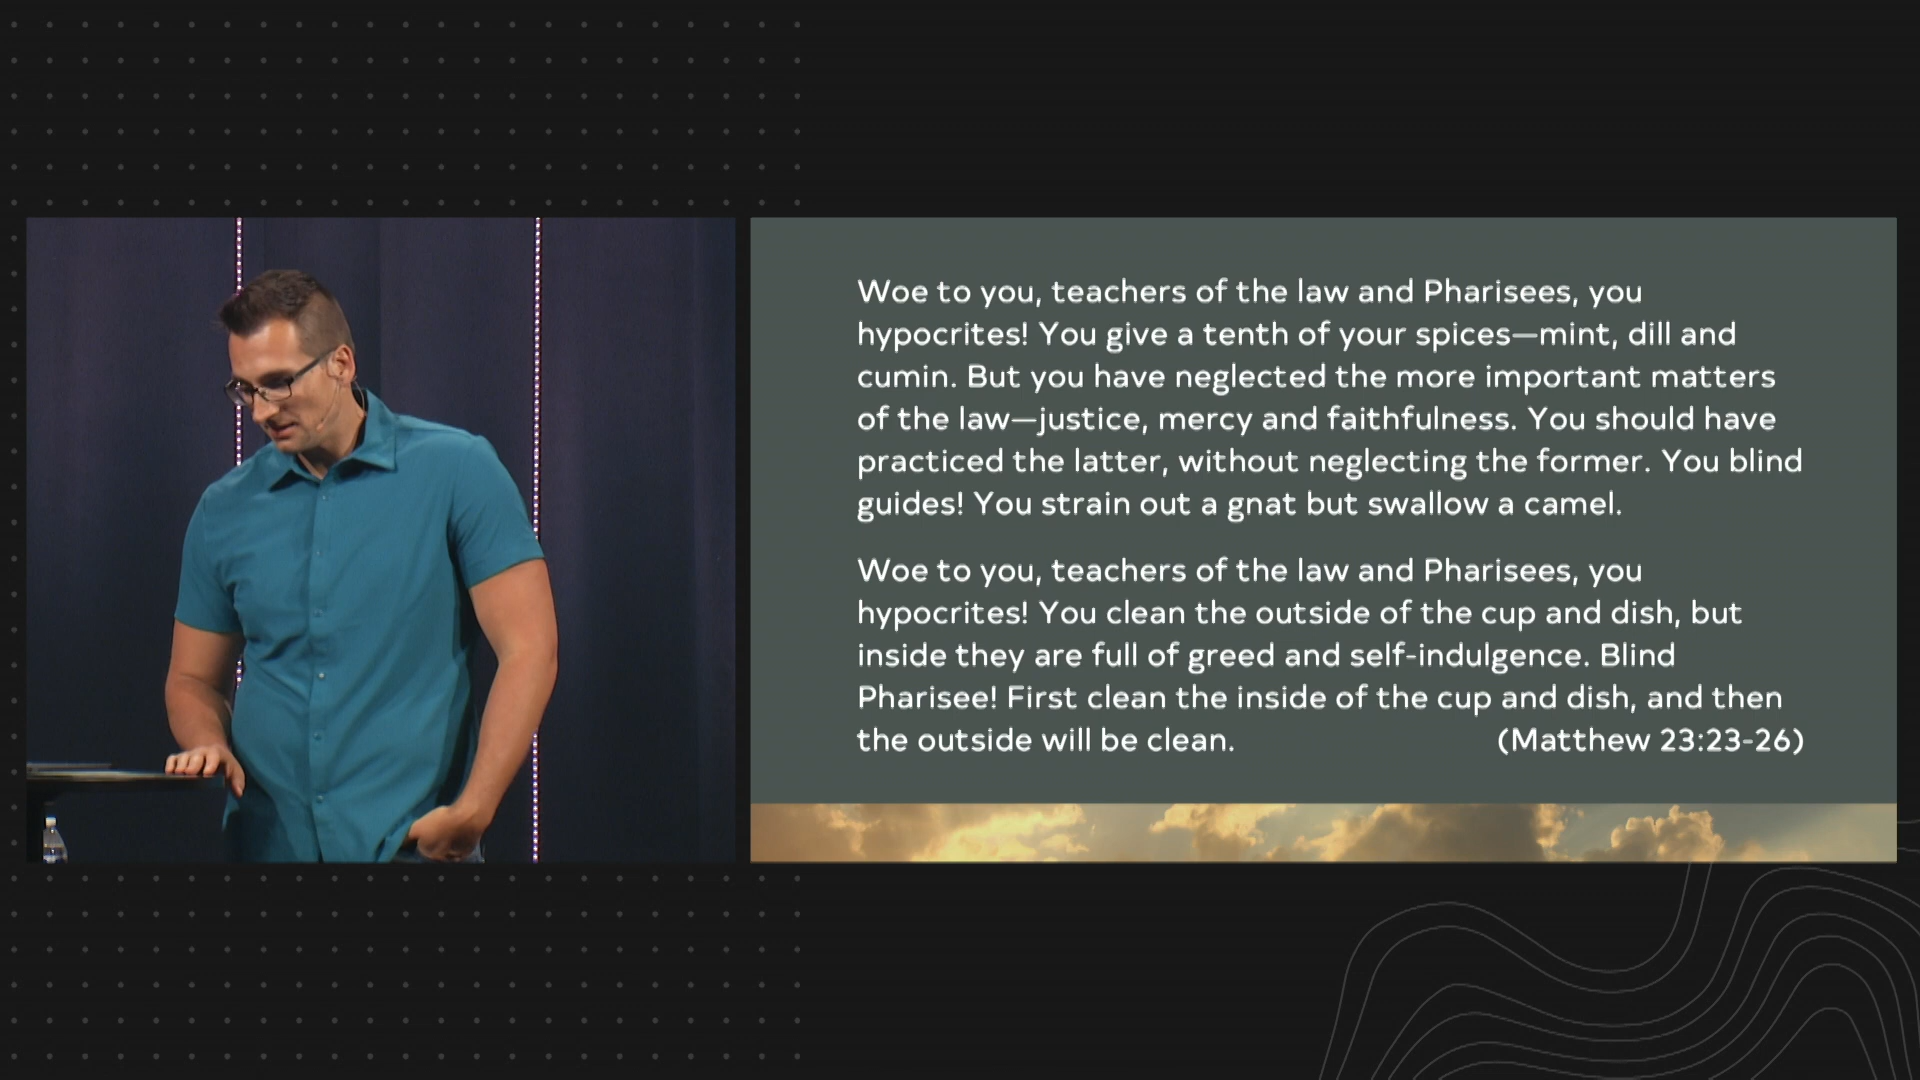 Woe to you, teachers of the law and Pharisees, you
hypocrites! You give a tenth of your spices—mint, dill and
cumin. But you have neglected the more important matters
of the law—justice, mercy and faithfulness. You should have
practiced the latter, without neglecting the former. You blind
guides! You strain out a gnat but swallow a camel.
Woe to you, teachers of the law and Pharisees, you
hypocrites! You clean the outside of the cup and dish, but
inside they are full of greed and self-indulgence. Blind
Pharisee! First clean the inside of the cup and dish, and then
the outside will be clean. (Matthew 23:23-26)